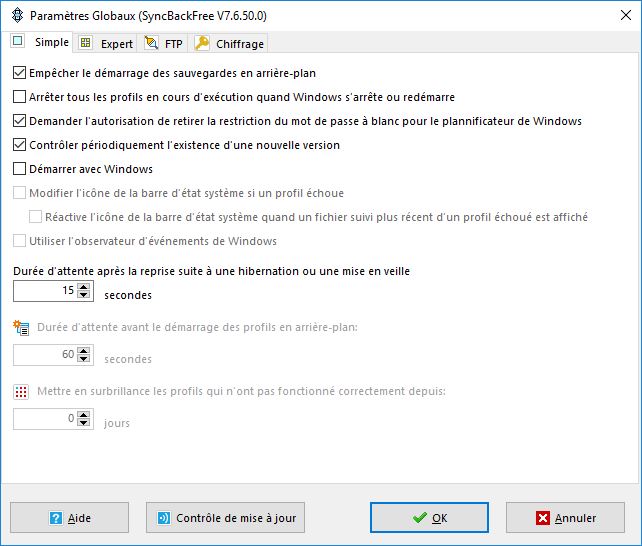 Paramètres Globaux (SyncBackFree V7.6.50.0)
Simple Expert FTP Chiffrage
Empêcher le démarrage des sauvegardes en arrière-plan
Arrêter tous les profils en cours d'exécution quand Windows s'arrête ou redémarre
Demander l'autorisation de retirer la restriction du mot de passe à blanc pour le plannificateur de Windows
Contrôler périodiquement l'existence d'une nouvelle version
Démarrer avec Windows
Modifier l'icône de la barre d'état système si un profil échoue
Réactive l'icône de la barre d'état système quand un fichier suivi plus récent d'un profil échoué est affiché
Utiliser l'observateur d'événements de Windows
Durée d'attente après la reprise suite à une hibernation ou une mise en veille
15 secondes
Durée d'attente avant le démarrage des profils en arrière-plan:
60 secondes
Mettre en surbrillance les profils qui n'ont pas fonctionné correctement depuis:
0 jours
Aide Contrôle de mise à jour OK Annuler